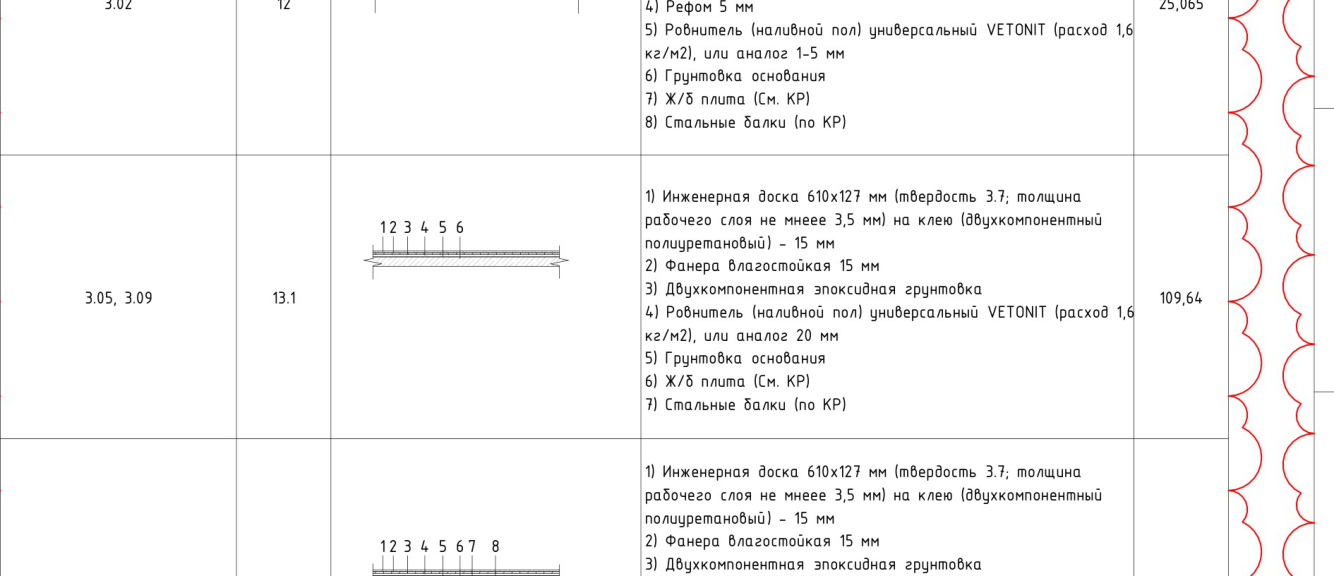 3.02
12
4) Рефом 5 мм
5) Ровнитель (наливной пол) универсальный VETONIT (расход 1,6
кг/м2), или аналог 1-5 мм
6) Грунтовка основания
7) Ж/б плита (См. КР)
8) Стальные балки (по КР)
25,065
3.05, 3.09
13.1
1 2 3 4 5 6
1) Инженерная доска 610х127 мм (твердость 3.7; толщина
рабочего слоя не мнеее 3,5 мм) на клею (двухкомпонентный
полиуретановый) - 15 мм
2) Фанера влагостойкая 15 мм
3) Двухкомпонентная эпоксидная грунтовка
4) Ровнитель (наливной пол) универсальный VETONIT (расход 1,6
кг/м2), или аналог 20 мм
5) Грунтовка основания
6) Ж/б плита (См. КР)
7) Стальные балки (по КР)
109,64
1 2 3 4 5 6 7 8
1) Инженерная доска 610х127 мм (твердость 3.7; толщина
рабочего слоя не мнеее 3,5 мм) на клею (двухкомпонентный
полиуретановый) - 15 мм
2) Фанера влагостойкая 15 мм
3) Двухкомпонентная эпоксидная грунтовка